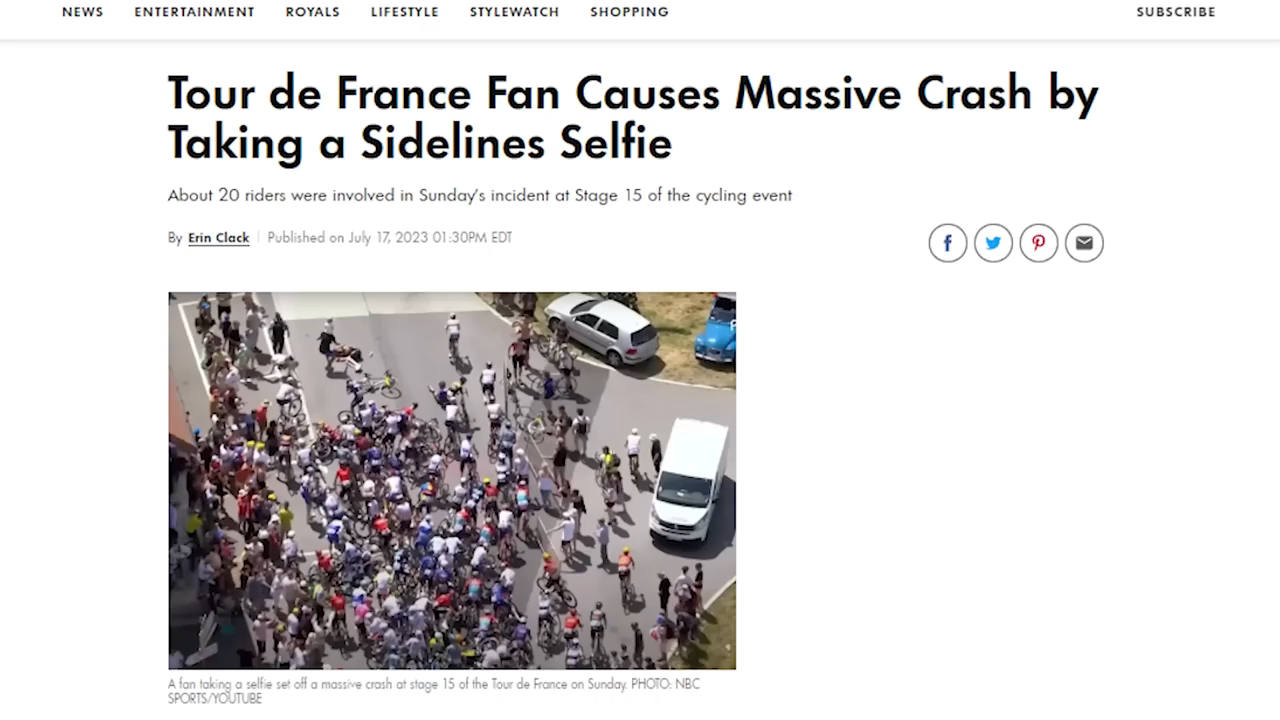 NEWS ENTERTAINMENT ROYALS LIFESTYLE STYLEWATCH SHOPPING SUBSCRIBE
Tour de France Fan Causes Massive Crash by
Taking a Sidelines Selfie
About 20 riders were involved in Sunday's incident at Stage 15 of the cycling event
By Erin Clack | Published on July 17, 2023 01:30PM EDT
A fan taking a selfie set off a massive crash at stage 15 of the Tour de France on Sunday. PHOTO: NBC
SPORTS/YOUTUBE